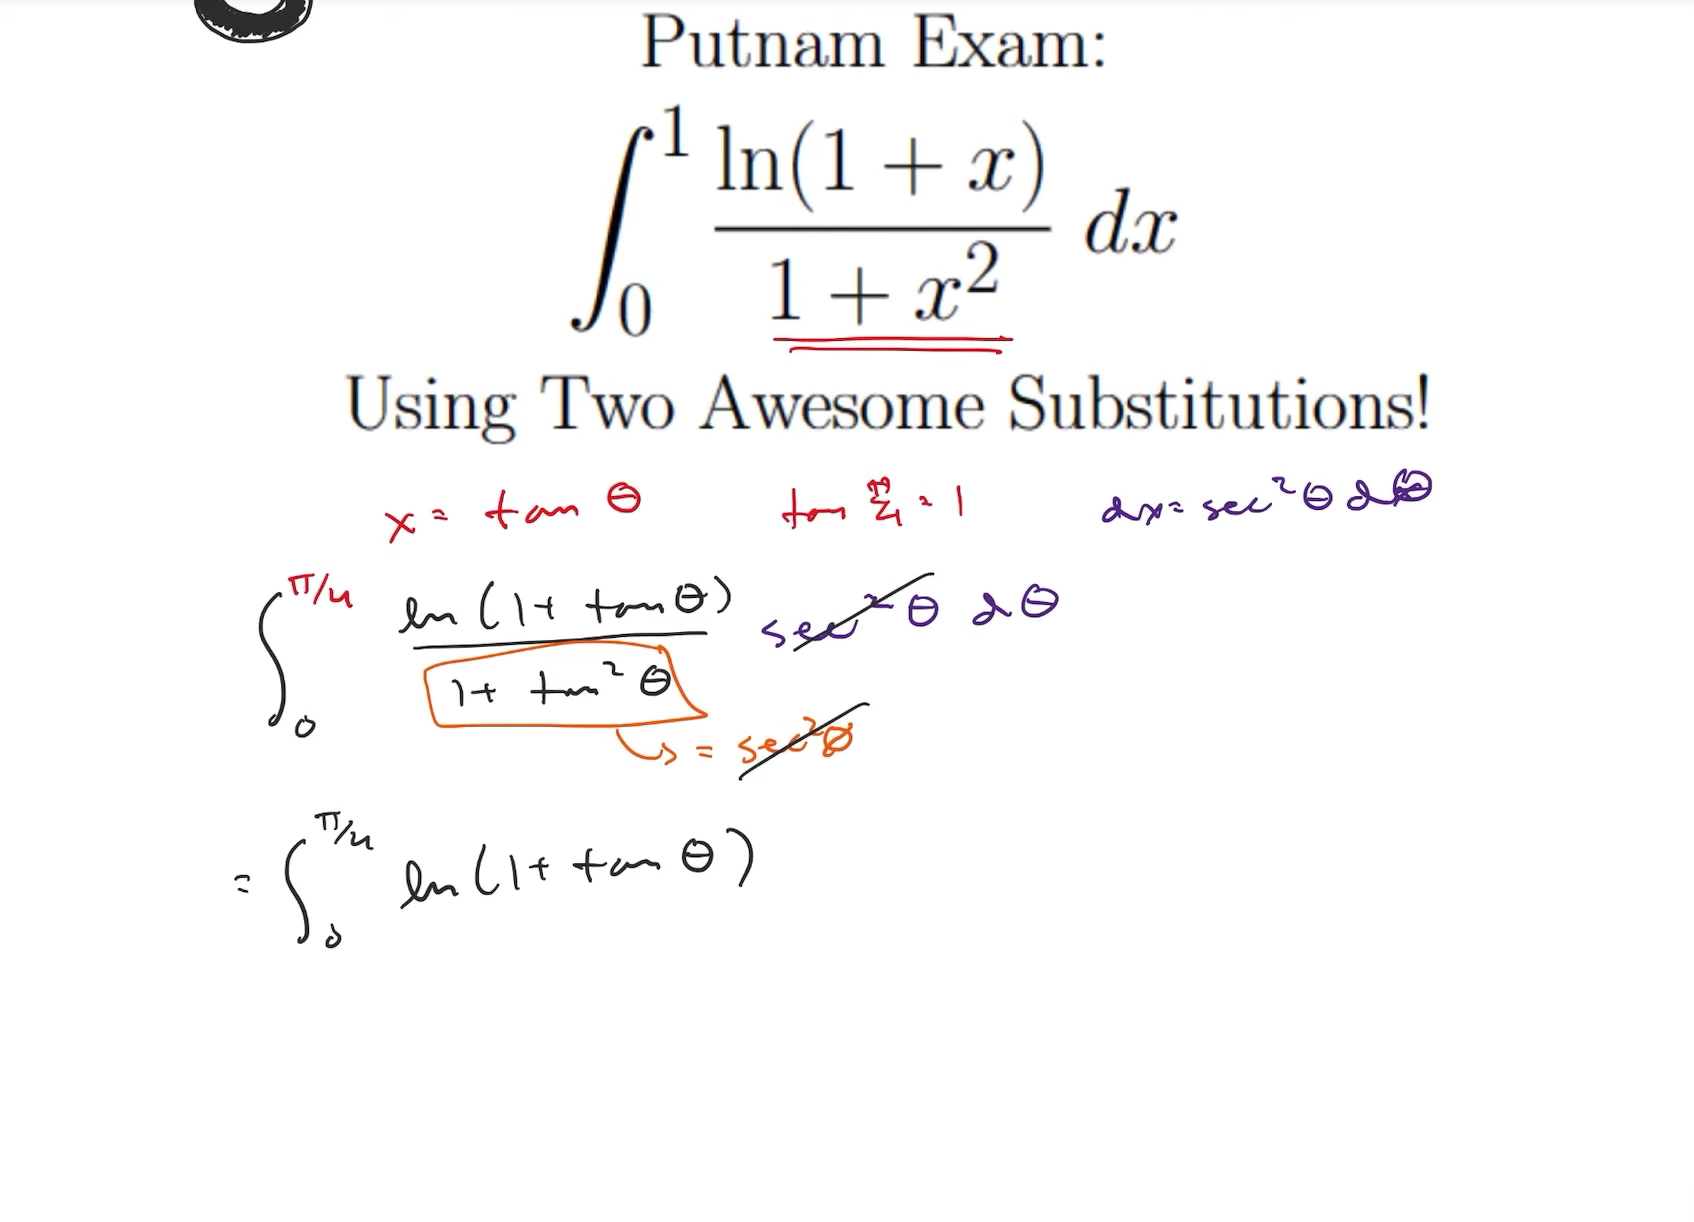 Putnam Exam:
∫₀¹ ln(1 + x) / (1 + x²) dx
Using Two Awesome Substitutions!
x = tan θ    tan π/4 = 1    dx = sec²θ dθ
∫₀^(π/4) ln(1 + tan θ) / (1 + tan² θ) sec²θ dθ
↳ = sec²θ
= ∫₀^(π/4) ln(1 + tan θ)